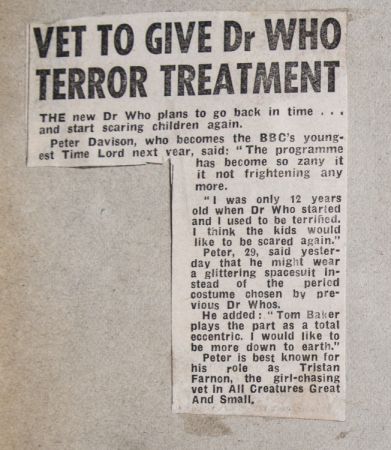 VET TO GIVE Dr WHO
TERROR TREATMENT
THE new Dr Who plans to go back in time . . .
and start scaring children again.
Peter Davison, who becomes the BBC's young-
est Time Lord next year, said: "The programme
has become so zany it
it not frightening any
more.
"I was only 12 years
old when Dr Who started
and I used to be terrified.
I think the kids would
like to be scared again."
Peter, 29, said yester-
day that he might wear
a glittering spacesuit in-
stead of the period
costume chosen by pre-
vious Dr Whos.
He added: "Tom Baker
plays the part as a total
eccentric. I would like to
be more down to earth."
Peter is best known for
his role as Tristan
Farnon, the girl-chasing
vet in All Creatures Great
And Small.